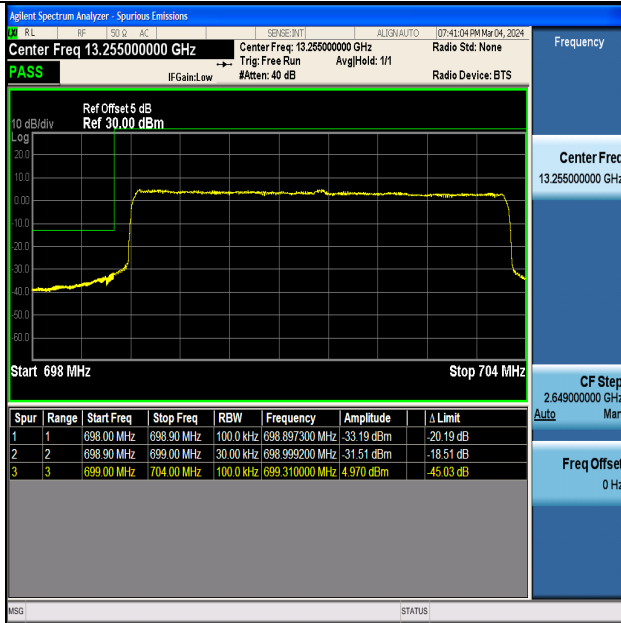 Agilent Spectrum Analyzer - Spurious Emissions
RL RF 50 Ω AC SENSE:INT ALIGNAUTO 07:41:04 PM Mar 04, 2024
Center Freq 13.255000000 GHz Center Freq: 13.255000000 GHz Radio Std: None
Trig: Free Run Avg|Hold: 1/1
PASS IFGain:Low #Atten: 40 dB Radio Device: BTS
Frequency
Ref Offset 5 dB
10 dB/div Ref 30.00 dBm
Log
20.0
10.0
0.00
-10.0
-20.0
-30.0
-40.0
-50.0
-60.0
Start 698 MHz Stop 704 MHz
Spur Range Start Freq Stop Freq RBW Frequency Amplitude Δ Limit
1 1 698.00 MHz 698.90 MHz 100.0 kHz 698.897300 MHz -33.19 dBm -20.19 dB
2 2 698.90 MHz 699.00 MHz 30.00 kHz 698.999200 MHz -31.51 dBm -18.51 dB
3 3 699.00 MHz 704.00 MHz 100.0 kHz 699.310000 MHz 4.970 dBm -45.03 dB
Center Freq
13.255000000 GHz
CF Step
2.649000000 GHz
Auto Man
Freq Offset
0 Hz
MSG STATUS